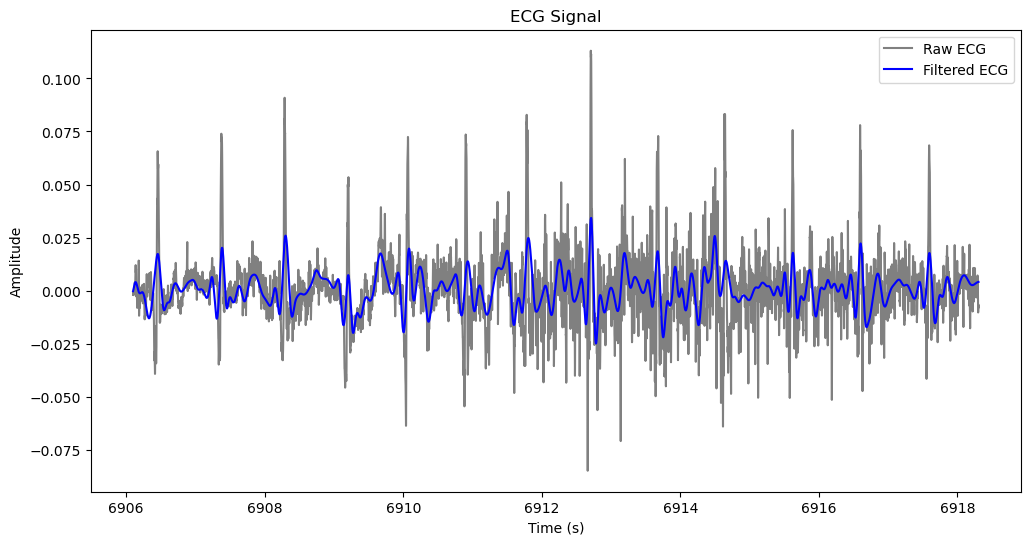 ECG Signal
Raw ECG
Filtered ECG
0.100
0.075
0.050
0.025
0.000
−0.025
−0.050
−0.075
Amplitude
6906 6908 6910 6912 6914 6916 6918
Time (s)